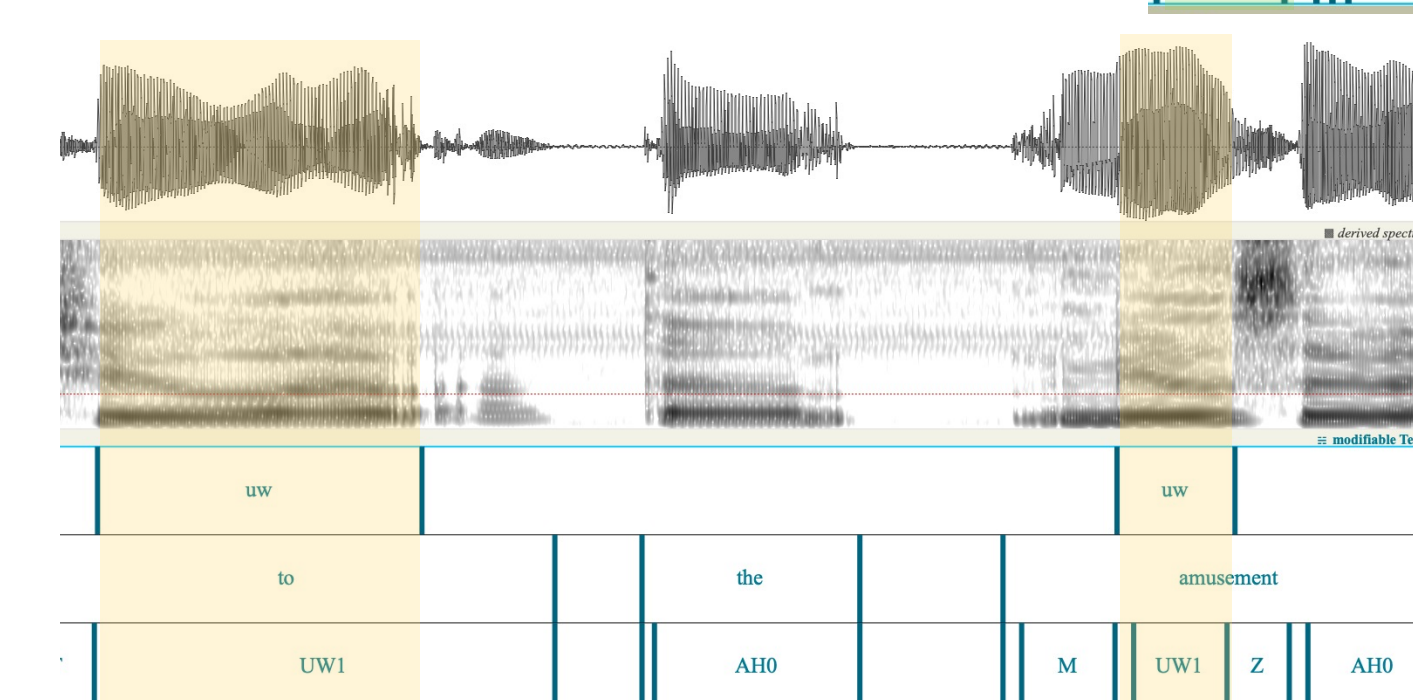 derived spect
modifiable Te
uw uw
to the amusement
UW1 AH0 M UW1 Z AH0